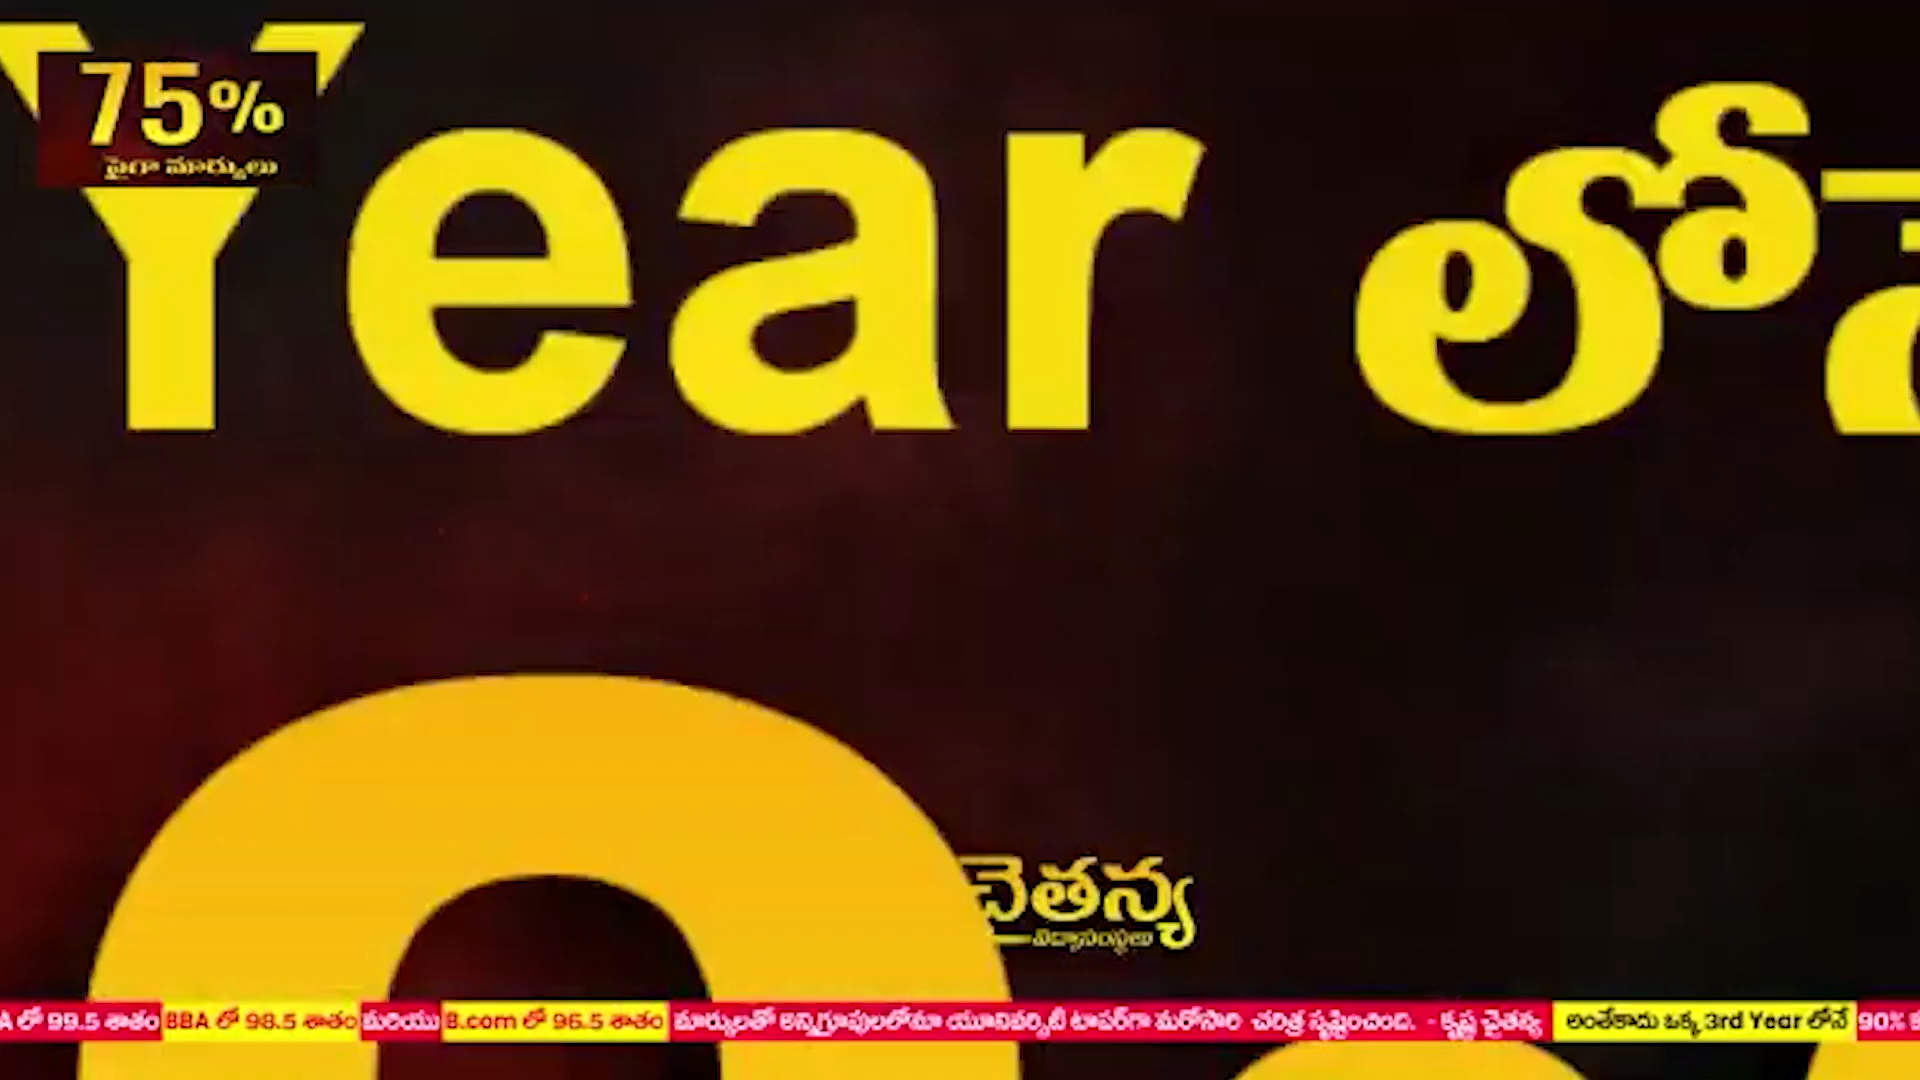 75%
పైగా మార్కులు
Year లో
చైతన్య
విద్యాసంస్థలు
లో 99.5 శాతం BBA లో 98.5 శాతం మరియు B.com లో 96.5 శాతం మార్కులతో అన్నిగ్రూపులలోనూ యూనివర్సిటీ టాపర్‌గా మరోసారి చరిత్ర సృష్టించింది. - కృష్ణ చైతన్య అంతేకాదు ఒక్క 3rd Year లోనే 90%